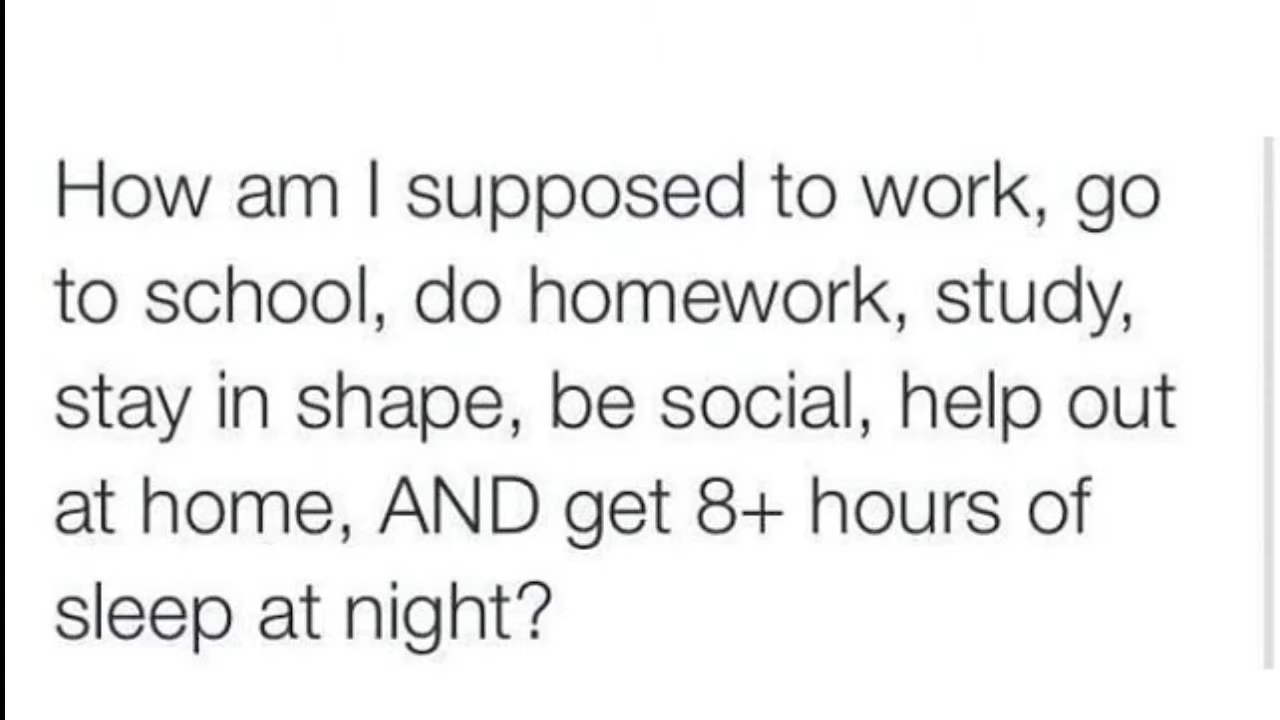 How am I supposed to work, go
to school, do homework, study,
stay in shape, be social, help out
at home, AND get 8+ hours of
sleep at night?